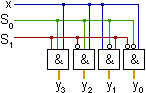 x
S₀
S₁
& & & &
y₃ y₂ y₁ y₀